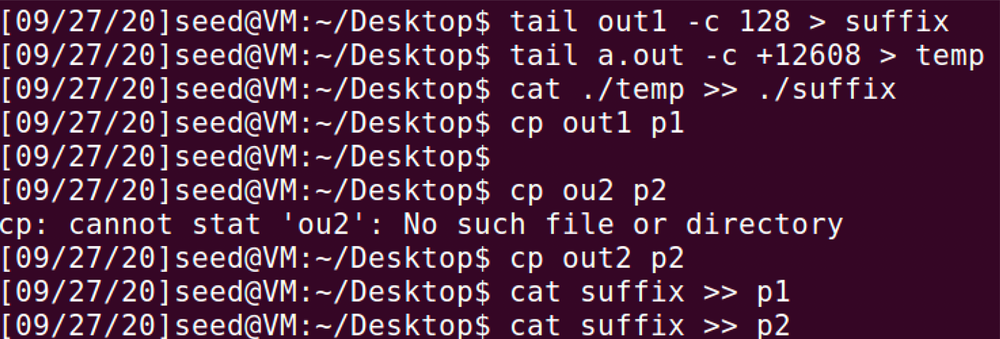 [09/27/20]seed@VM:~/Desktop$ tail out1 -c 128 > suffix
[09/27/20]seed@VM:~/Desktop$ tail a.out -c +12608 > temp
[09/27/20]seed@VM:~/Desktop$ cat ./temp >> ./suffix
[09/27/20]seed@VM:~/Desktop$ cp out1 p1
[09/27/20]seed@VM:~/Desktop$
[09/27/20]seed@VM:~/Desktop$ cp ou2 p2
cp: cannot stat 'ou2': No such file or directory
[09/27/20]seed@VM:~/Desktop$ cp out2 p2
[09/27/20]seed@VM:~/Desktop$ cat suffix >> p1
[09/27/20]seed@VM:~/Desktop$ cat suffix >> p2